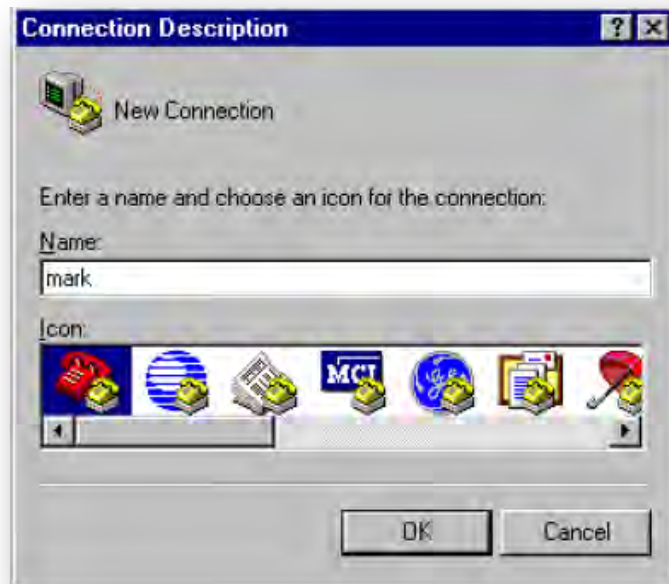 Connection Description
New Connection
Enter a name and choose an icon for the connection:
Name:
mark
Icon:
MCI
OK
Cancel